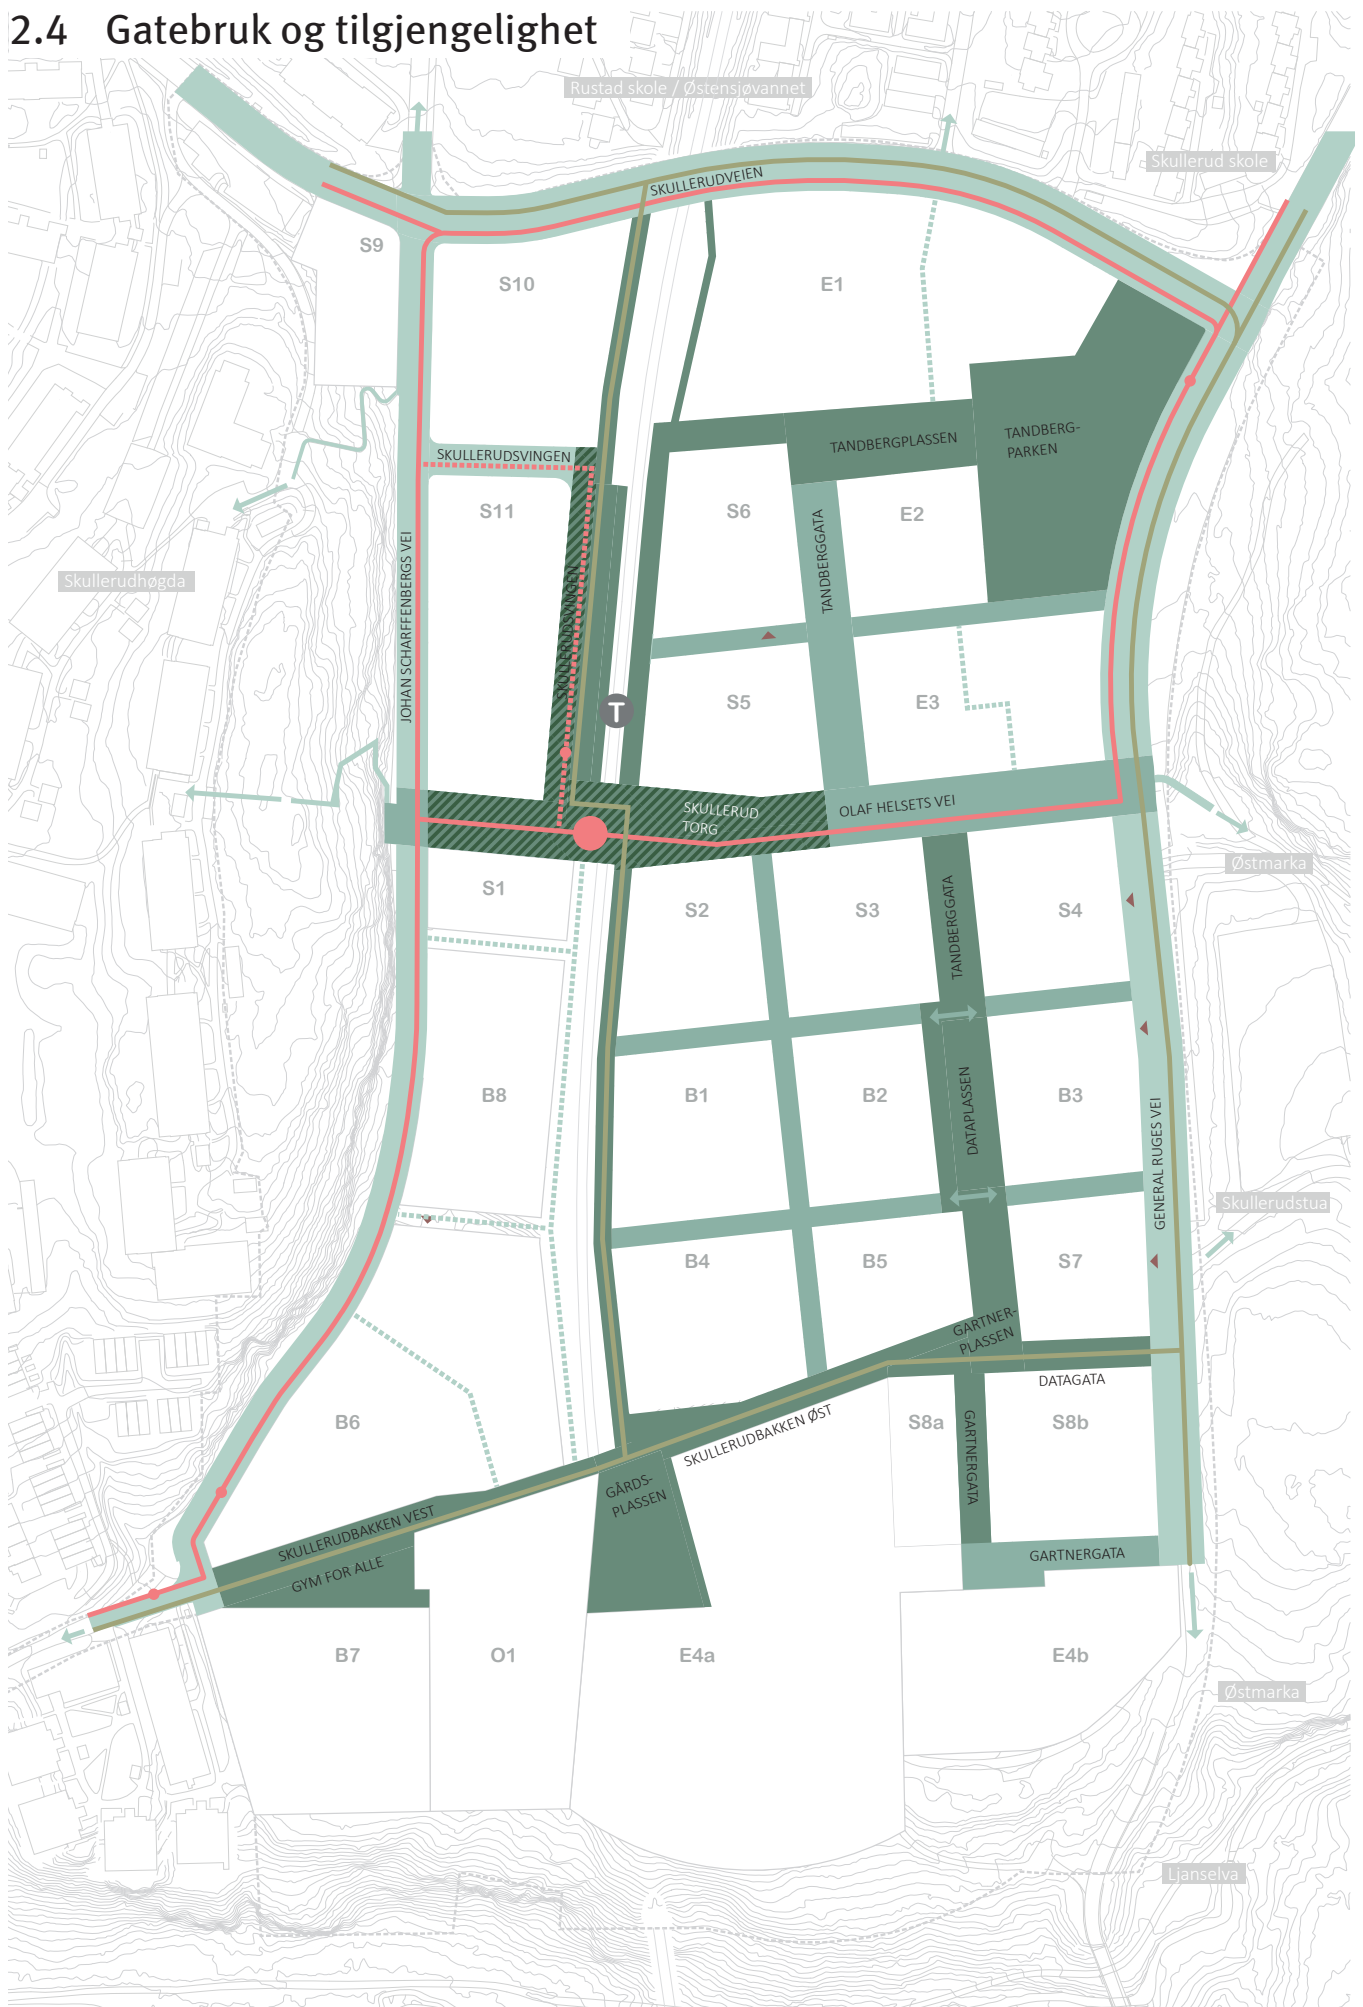 2.4 Gatebruk og tilgjengelighet
Rustad skole / Østensjøvannet
Skullerud skole
SKULLERUDVEIEN
S9
S10
E1
TANDBERGPLASSEN
TANDBERG-
PARKEN
SKULLERUDSVINGEN
S11
S6
E2
TANDBERGGATA
JOHAN SCHARFFENBERGS VEI
SKULLERUDSVINGEN
Skullerudhøgda
S5
E3
T
SKULLERUD
TORG
OLAF HELSETS VEI
Østmarka
S1
S2
S3
TANDBERGGATA
S4
B8
B1
B2
DATAPLASSEN
B3
GENERAL RUGES VEI
Skullerudstua
B4
B5
S7
GARTNER-
PLASSEN
DATAGATA
B6
SKULLERUDBAKKEN ØST
S8a
GARTNERGATA
S8b
GÅRDS-
PLASSEN
SKULLERUDBAKKEN VEST
GYM FOR ALLE
GARTNERGATA
B7
O1
E4a
E4b
Østmarka
Ljanselva